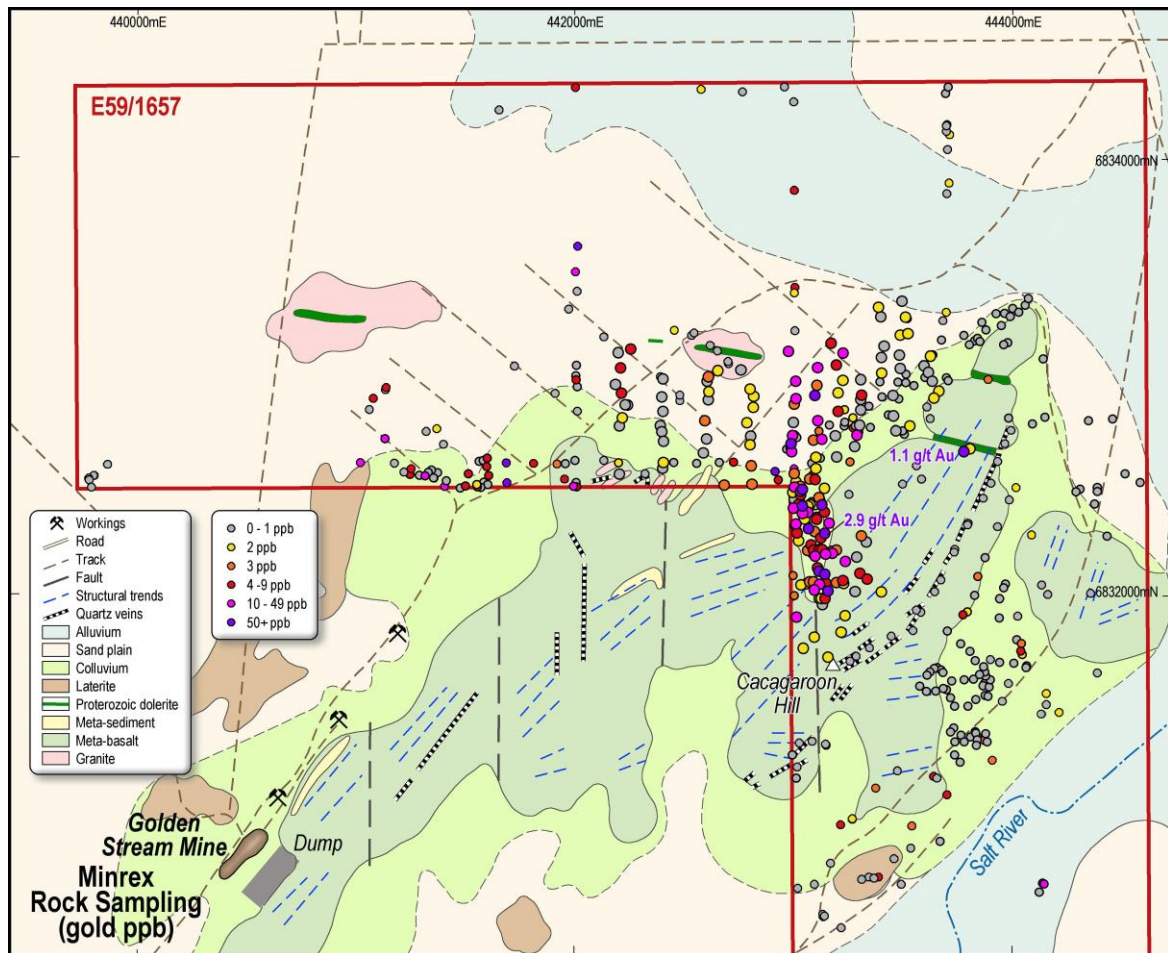 440000mE
442000mE
444000mE
E59/1657
6834000mN
1.1 g/t Au
2.9 g/t Au
6832000mN
Workings
Road
Track
Fault
Structural trends
Quartz veins
Alluvium
Sand plain
Colluvium
Laterite
Proterozoic dolerite
Meta-sediment
Meta-basalt
Granite
0 - 1 ppb
2 ppb
3 ppb
4 -9 ppb
10 - 49 ppb
50+ ppb
Cacagaroon
Hill
Salt River
Golden
Stream Mine
Dump
Minrex
Rock Sampling
(gold ppb)